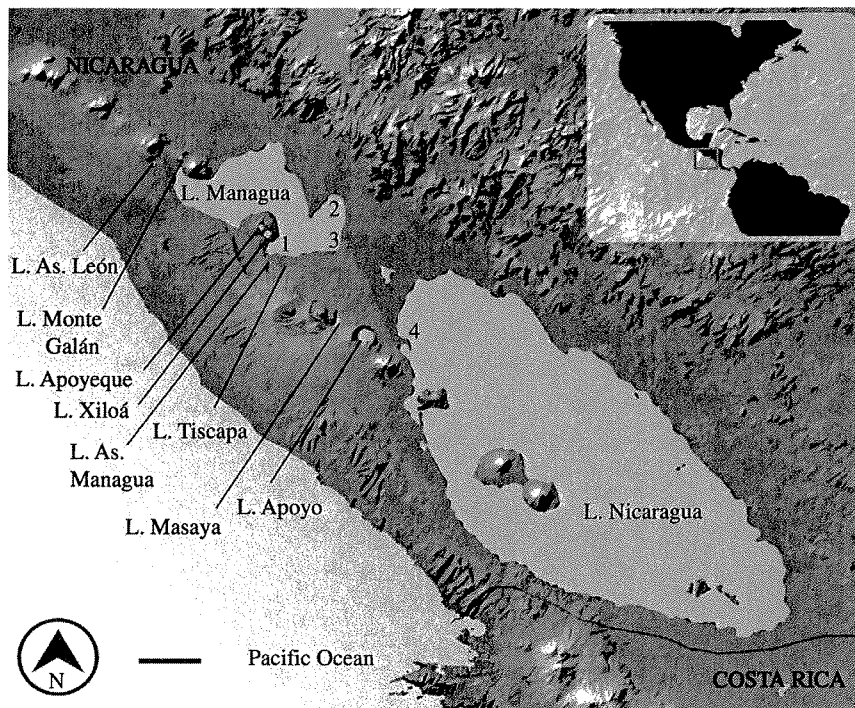 NICARAGUA
L. Managua
2
1
3
L. As. León
L. Monte
Galán
4
L. Apoyeque
L. Xiloá
L. Tiscapa
L. As.
Managua
L. Apoyo
L. Masaya
L. Nicaragua
N
Pacific Ocean
COSTA RICA